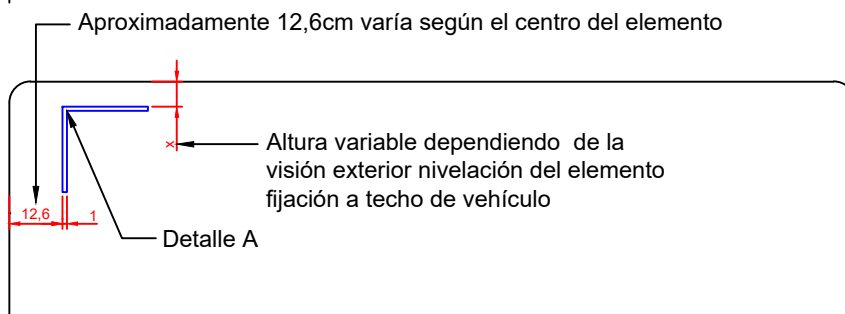 Aproximadamente 12,6cm varía según el centro del elemento
x
Altura variable dependiendo de la
visión exterior nivelación del elemento
fijación a techo de vehículo
12,6
1
Detalle A